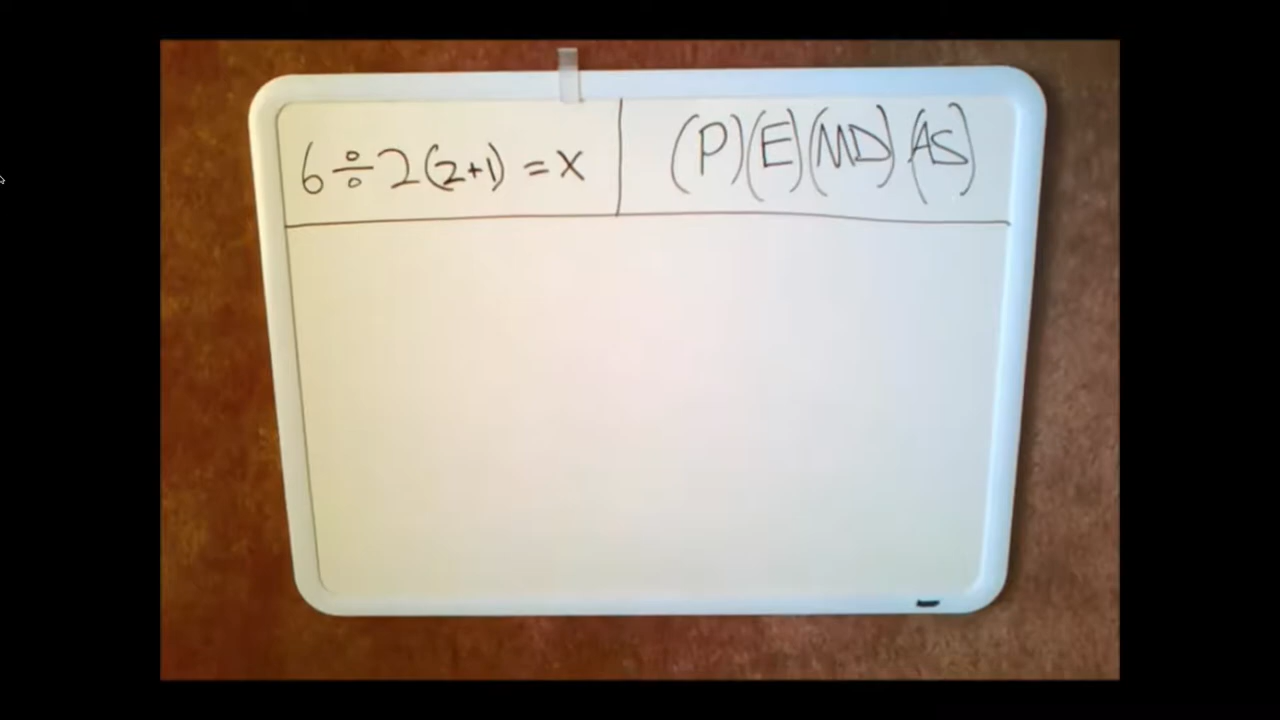 6÷2(2+1) = x
(P)(E)(MD)(AS)